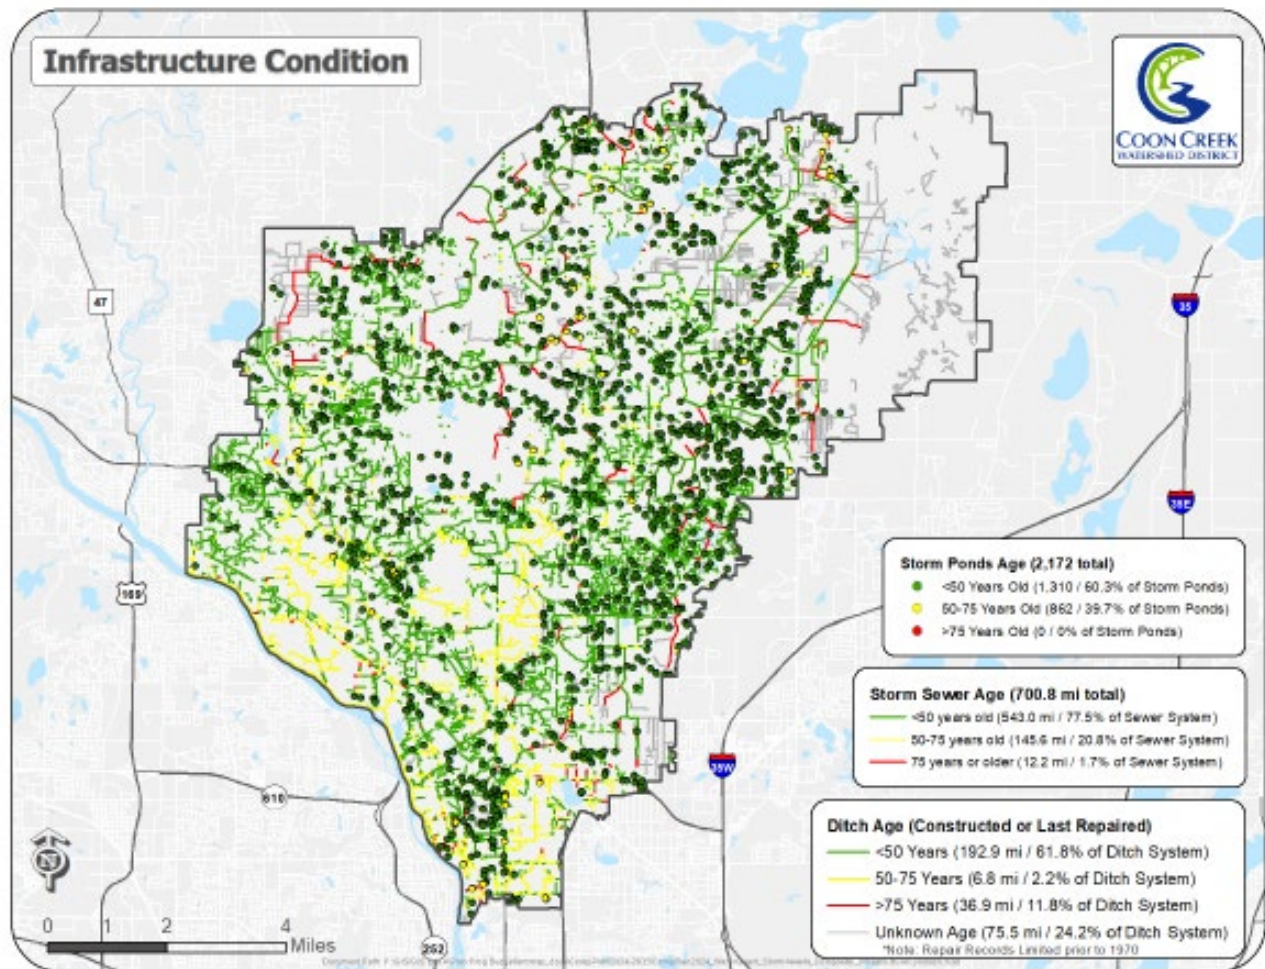 Infrastructure Condition
COON CREEK
WATERSHED DISTRICT
47
35
35E
169
Storm Ponds Age (2,172 total)
<50 Years Old (1,310 / 60.3% of Storm Ponds)
50-75 Years Old (862 / 39.7% of Storm Ponds)
>75 Years Old (0 / 0% of Storm Ponds)
Storm Sewer Age (700.8 mi total)
<50 years old (543.0 mi / 77.5% of Sewer System)
50-75 years old (145.6 mi / 20.8% of Sewer System)
75 years or older (12.2 mi / 1.7% of Sewer System)
35W
610
Ditch Age (Constructed or Last Repaired)
<50 Years (192.9 mi / 61.8% of Ditch System)
50-75 Years (6.8 mi / 2.2% of Ditch System)
>75 Years (36.9 mi / 11.8% of Ditch System)
Unknown Age (75.5 mi / 24.2% of Ditch System)
*Note: Repair Records Limited prior to 1970
N
0 1 2 4
Miles
252